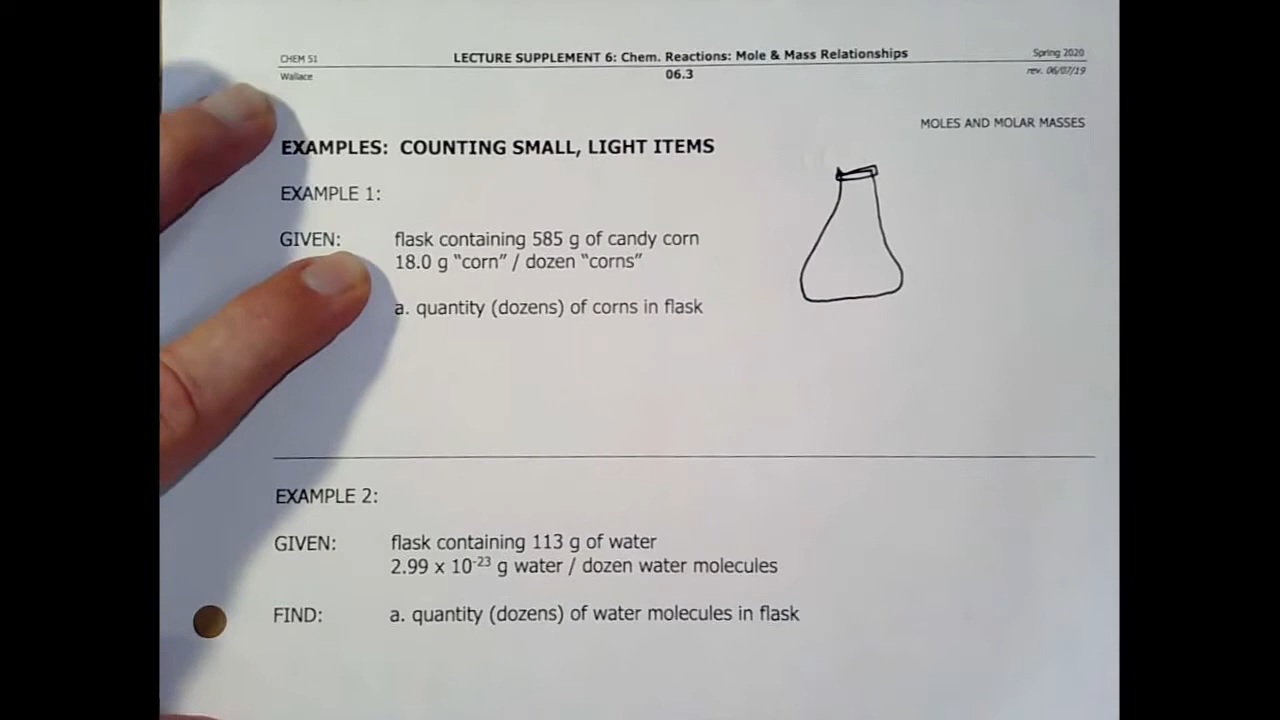 CHEM 51
LECTURE SUPPLEMENT 6: Chem. Reactions: Mole & Mass Relationships
Spring 2020
Wallace
06.3
rev. 06/07/19
MOLES AND MOLAR MASSES
EXAMPLES: COUNTING SMALL, LIGHT ITEMS
EXAMPLE 1:
GIVEN: flask containing 585 g of candy corn
18.0 g “corn” / dozen “corns”
a. quantity (dozens) of corns in flask
EXAMPLE 2:
GIVEN: flask containing 113 g of water
2.99 x 10⁻²³ g water / dozen water molecules
FIND: a. quantity (dozens) of water molecules in flask